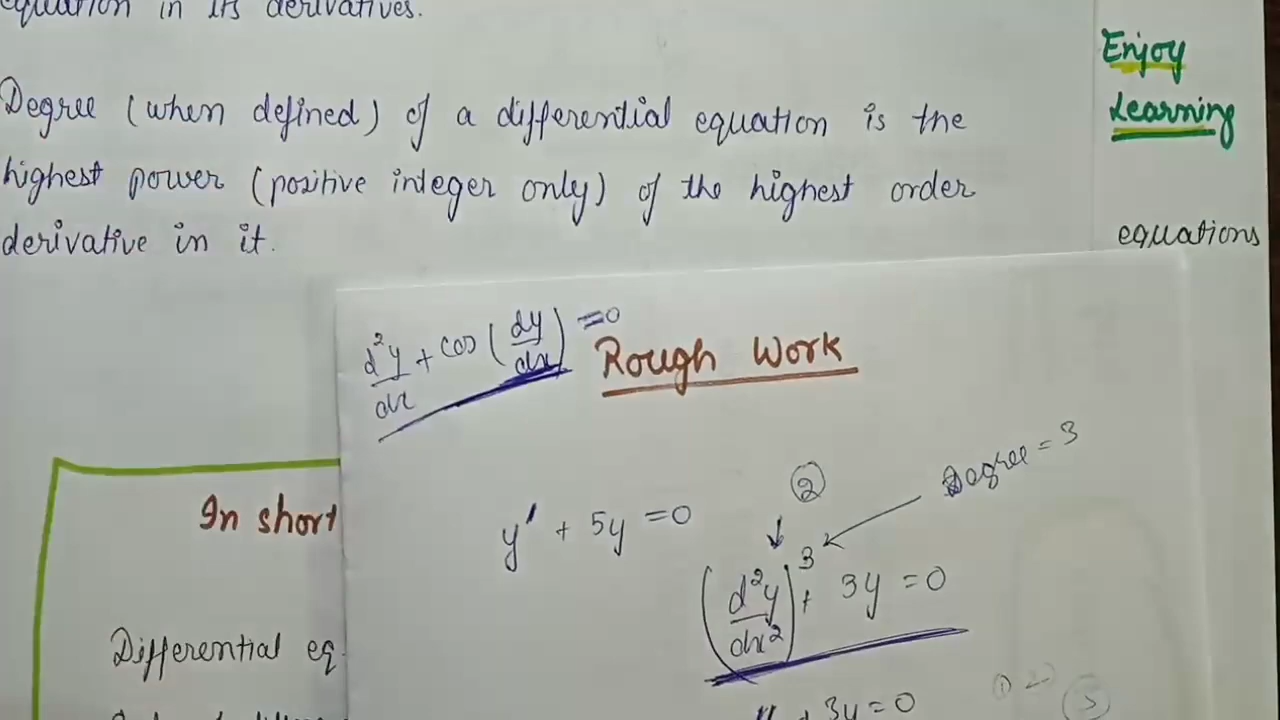 equation in its derivatives.
Degree (when defined) of a differential equation is the
highest power (positive integer only) of the highest order
derivative in it.
Enjoy
Learning
equations
d²y/dx + cos(dy/dx) = 0
Rough Work
Degree = 3
2
y' + 5y = 0
(d²y/dx²)³ + 3y = 0
In short
Differential eq
+ 3y = 0